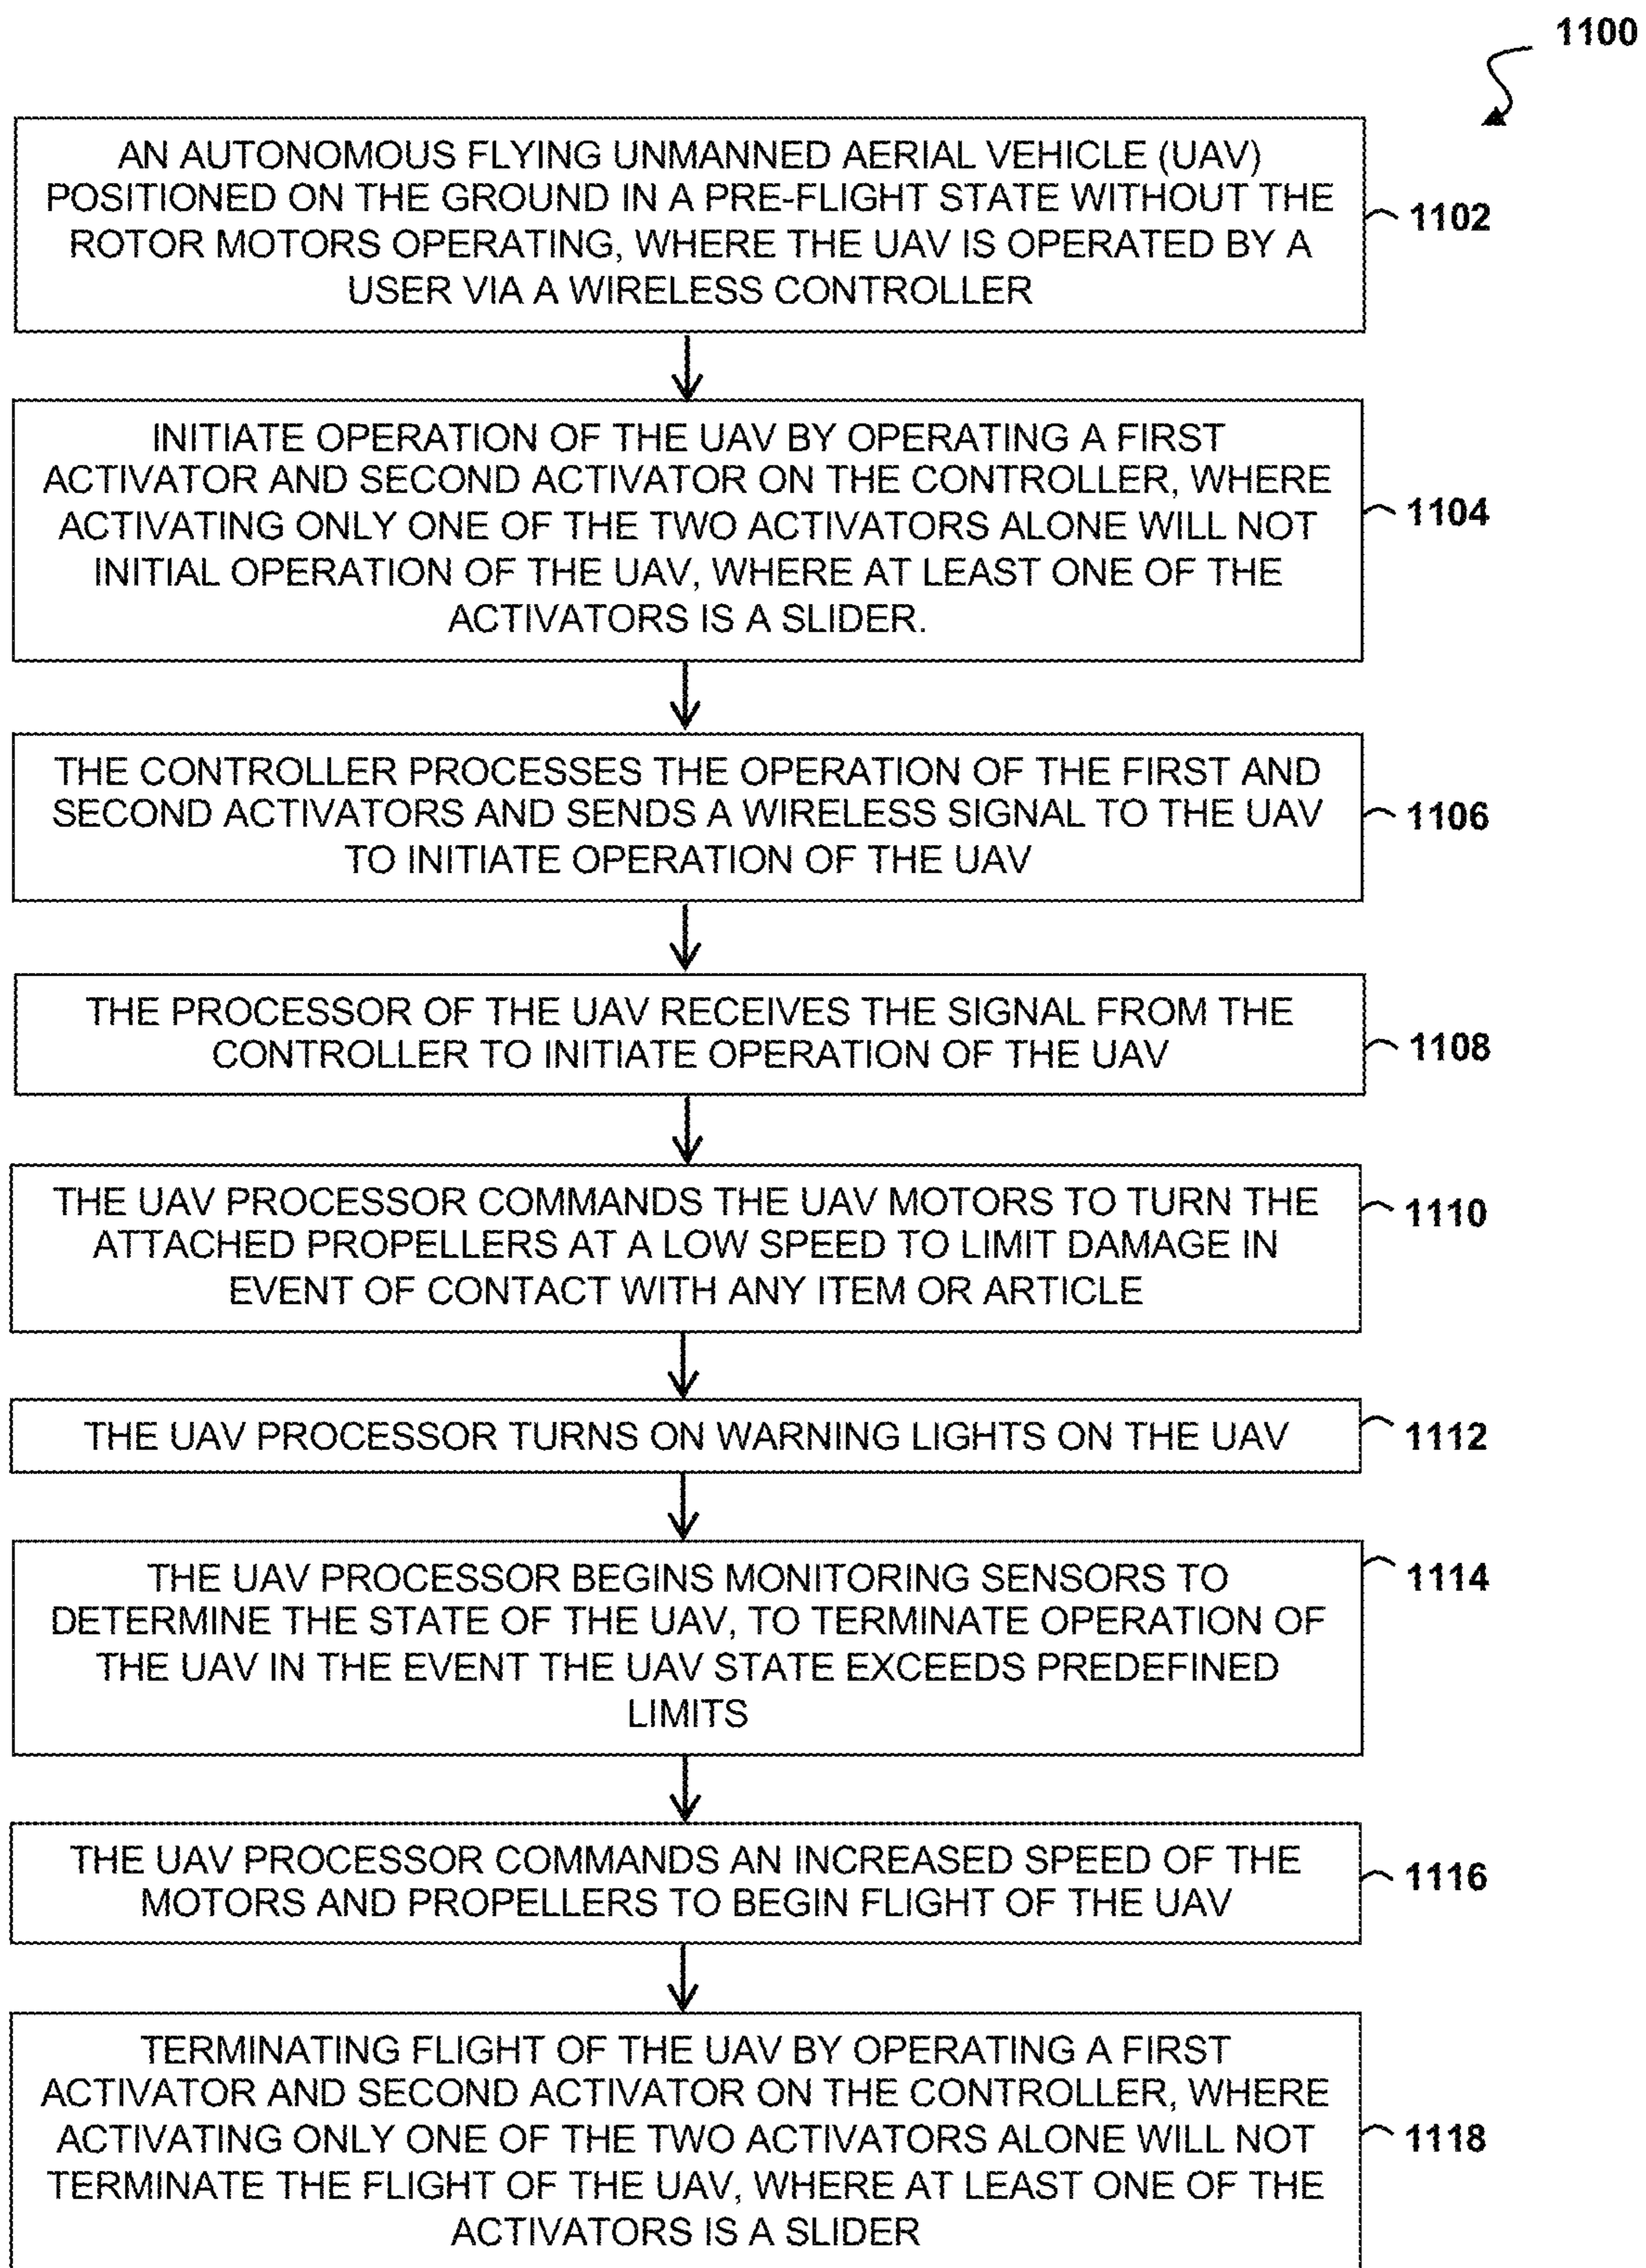 1100
AN AUTONOMOUS FLYING UNMANNED AERIAL VEHICLE (UAV)
POSITIONED ON THE GROUND IN A PRE-FLIGHT STATE WITHOUT THE
ROTOR MOTORS OPERATING, WHERE THE UAV IS OPERATED BY A
USER VIA A WIRELESS CONTROLLER
1102
INITIATE OPERATION OF THE UAV BY OPERATING A FIRST
ACTIVATOR AND SECOND ACTIVATOR ON THE CONTROLLER, WHERE
ACTIVATING ONLY ONE OF THE TWO ACTIVATORS ALONE WILL NOT
INITIAL OPERATION OF THE UAV, WHERE AT LEAST ONE OF THE
ACTIVATORS IS A SLIDER.
1104
THE CONTROLLER PROCESSES THE OPERATION OF THE FIRST AND
SECOND ACTIVATORS AND SENDS A WIRELESS SIGNAL TO THE UAV
TO INITIATE OPERATION OF THE UAV
1106
THE PROCESSOR OF THE UAV RECEIVES THE SIGNAL FROM THE
CONTROLLER TO INITIATE OPERATION OF THE UAV
1108
THE UAV PROCESSOR COMMANDS THE UAV MOTORS TO TURN THE
ATTACHED PROPELLERS AT A LOW SPEED TO LIMIT DAMAGE IN
EVENT OF CONTACT WITH ANY ITEM OR ARTICLE
1110
THE UAV PROCESSOR TURNS ON WARNING LIGHTS ON THE UAV
1112
THE UAV PROCESSOR BEGINS MONITORING SENSORS TO
DETERMINE THE STATE OF THE UAV, TO TERMINATE OPERATION OF
THE UAV IN THE EVENT THE UAV STATE EXCEEDS PREDEFINED
LIMITS
1114
THE UAV PROCESSOR COMMANDS AN INCREASED SPEED OF THE
MOTORS AND PROPELLERS TO BEGIN FLIGHT OF THE UAV
1116
TERMINATING FLIGHT OF THE UAV BY OPERATING A FIRST
ACTIVATOR AND SECOND ACTIVATOR ON THE CONTROLLER, WHERE
ACTIVATING ONLY ONE OF THE TWO ACTIVATORS ALONE WILL NOT
TERMINATE THE FLIGHT OF THE UAV, WHERE AT LEAST ONE OF THE
ACTIVATORS IS A SLIDER
1118